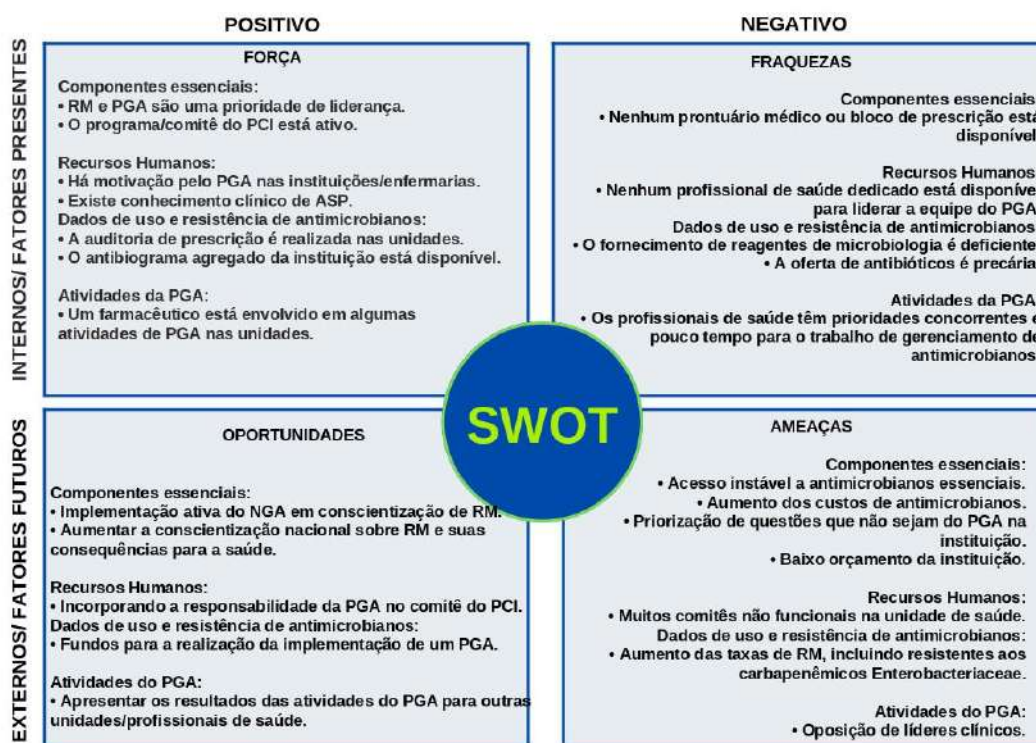 POSITIVO
NEGATIVO
INTERNOS/ FATORES PRESENTES
FORÇA
Componentes essenciais:
• RM e PGA são uma prioridade de liderança.
• O programa/comitê do PCI está ativo.
Recursos Humanos:
• Há motivação pelo PGA nas instituições/enfermarias.
• Existe conhecimento clínico de ASP.
Dados de uso e resistência de antimicrobianos:
• A auditoria de prescrição é realizada nas unidades.
• O antibiograma agregado da instituição está disponível.
Atividades da PGA:
• Um farmacêutico está envolvido em algumas
atividades de PGA nas unidades.
FRAQUEZAS
Componentes essenciais
• Nenhum prontuário médico ou bloco de prescrição está
disponível
Recursos Humanos
• Nenhum profissional de saúde dedicado está disponíve
para liderar a equipe do PGA
Dados de uso e resistência de antimicrobianos
• O fornecimento de reagentes de microbiologia é deficiente
• A oferta de antibióticos é precária
Atividades da PGA
• Os profissionais de saúde têm prioridades concorrentes e
pouco tempo para o trabalho de gerenciamento de
antimicrobianos
SWOT
EXTERNOS/ FATORES FUTUROS
OPORTUNIDADES
Componentes essenciais:
• Implementação ativa do NGA em conscientização de RM.
• Aumentar a conscientização nacional sobre RM e suas
consequências para a saúde.
Recursos Humanos:
• Incorporando a responsabilidade da PGA no comitê do PCI.
Dados de uso e resistência de antimicrobianos:
• Fundos para a realização da implementação de um PGA.
Atividades do PGA:
• Apresentar os resultados das atividades do PGA para outras
unidades/profissionais de saúde.
AMEAÇAS
Componentes essenciais:
• Acesso instável a antimicrobianos essenciais.
• Aumento dos custos de antimicrobianos.
• Priorização de questões que não sejam do PGA na
instituição.
• Baixo orçamento da instituição.
Recursos Humanos:
• Muitos comitês não funcionais na unidade de saúde.
Dados de uso e resistência de antimicrobianos:
• Aumento das taxas de RM, incluindo resistentes aos
carbapenêmicos Enterobacteriaceae.
Atividades do PGA:
• Oposição de líderes clínicos.